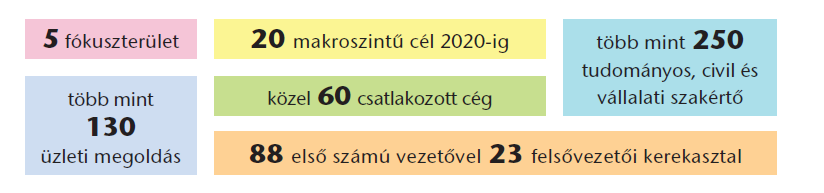 5 fókuszterület
20 makroszintű cél 2020-ig
több mint 250
tudományos, civil és
vállalati szakértő
több mint
130
üzleti megoldás
közel 60 csatlakozott cég
88 első számú vezetővel 23 felsővezetői kerekasztal